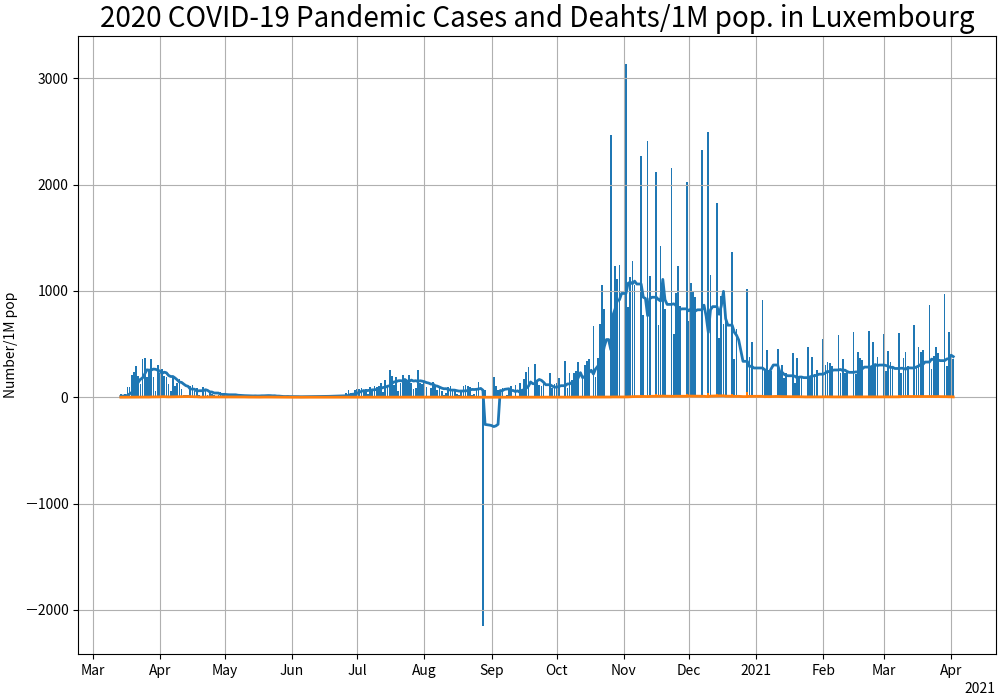 2020 COVID-19 Pandemic Cases and Deahts/1M pop. in Luxembourg
Number/1M pop
3000
2000
1000
0
−1000
−2000
Mar Apr May Jun Jul Aug Sep Oct Nov Dec 2021 Feb Mar Apr
2021